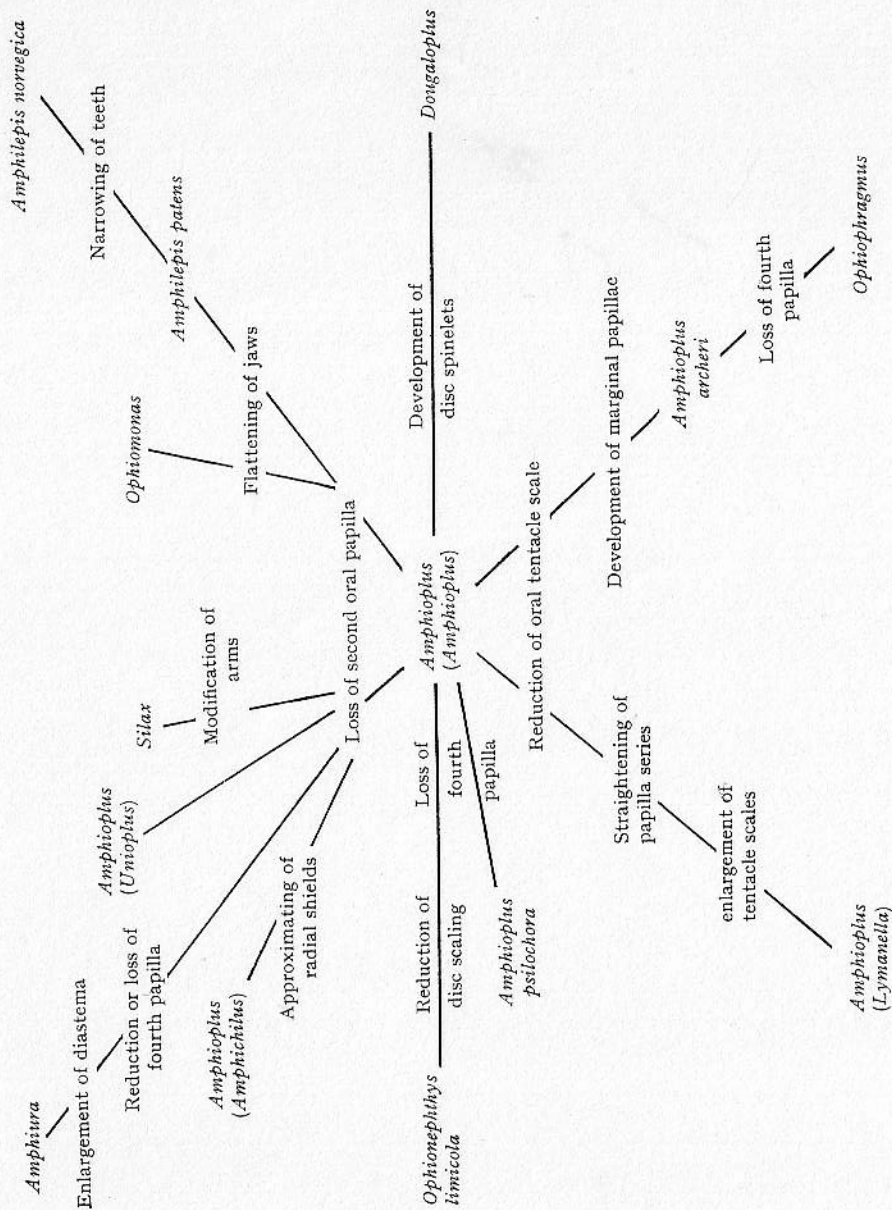 Amphiura
Enlargement of diastema
Reduction or loss of
fourth papilla
Amphioplus
(Unioplus)
Silax
Modification of
arms
Amphioplus
(Amphichilus)
Approximating of
radial shields
Loss of second oral papilla
Ophiomonas
Flattening of jaws
Amphilepis patens
Narrowing of teeth
Amphilepis norvegica
Ophionephthys
limicola
Reduction of
disc scaling
Loss of
fourth
papilla
Amphioplus
psilochora
Amphioplus
(Amphioplus)
Development of
disc spinelets
Dougaloplus
Reduction of oral tentacle scale
Straightening of
papilla series
enlargement of
tentacle scales
Amphioplus
(Lymanella)
Development of marginal papillae
Amphioplus
archeri
Loss of fourth
papilla
Ophiophragmus